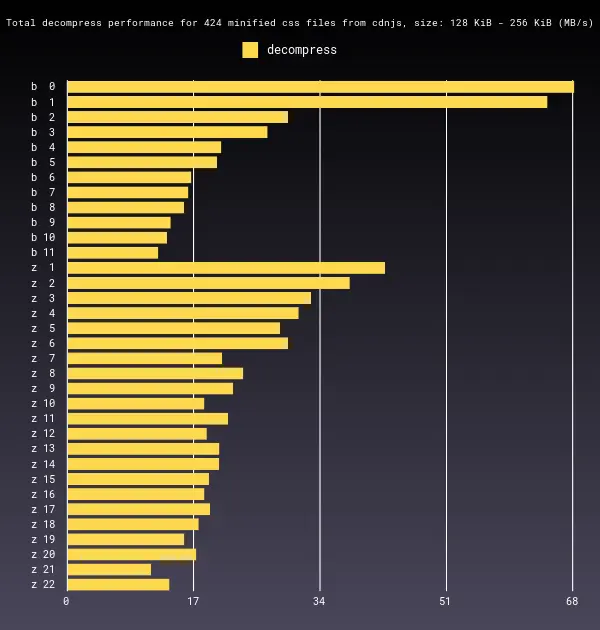 Total decompress performance for 424 minified css files from cdnjs, size: 128 KiB - 256 KiB (MB/s)
decompress
b 0
b 1
b 2
b 3
b 4
b 5
b 6
b 7
b 8
b 9
b 10
b 11
z 1
z 2
z 3
z 4
z 5
z 6
z 7
z 8
z 9
z 10
z 11
z 12
z 13
z 14
z 15
z 16
z 17
z 18
z 19
z 20
z 21
z 22
0 17 34 51 68